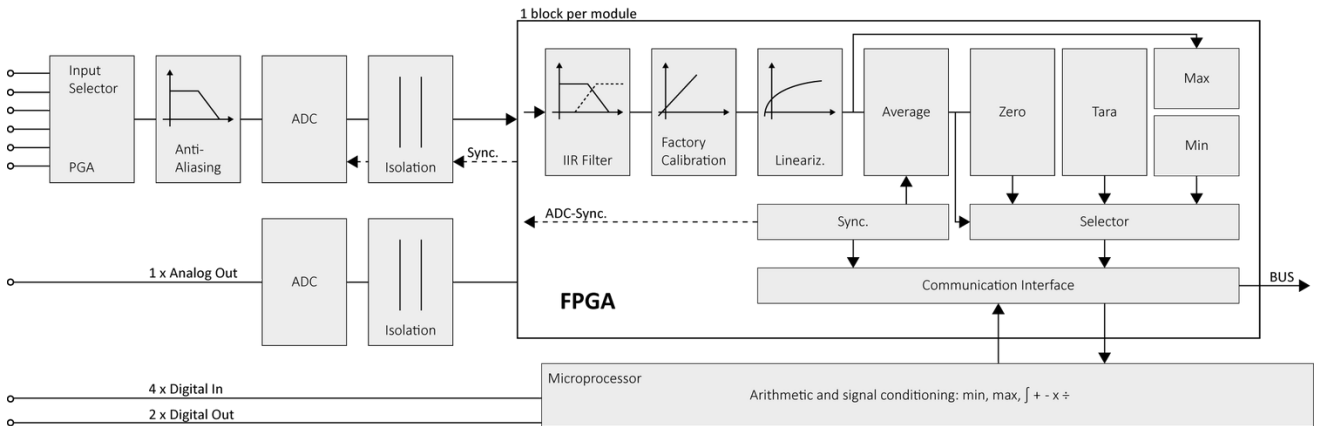 1 block per module
Input
Selector
PGA
Anti-
Aliasing
ADC
Isolation
Sync.
IIR Filter
Factory
Calibration
Lineariz.
Average
Zero
Tara
Max
Min
ADC-Sync.
Sync.
Selector
1 x Analog Out
ADC
Isolation
FPGA
Communication Interface
BUS
Microprocessor
4 x Digital In
2 x Digital Out
Arithmetic and signal conditioning: min, max, ∫ + - x ÷